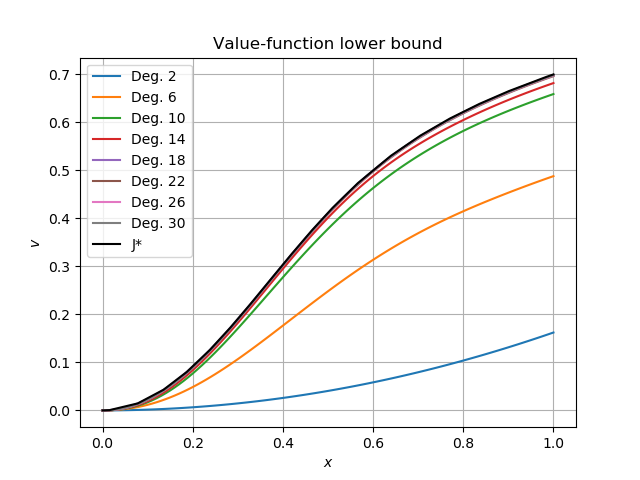 Value-function lower bound
v
0.7
0.6
0.5
0.4
0.3
0.2
0.1
0.0
Deg. 2
Deg. 6
Deg. 10
Deg. 14
Deg. 18
Deg. 22
Deg. 26
Deg. 30
J*
0.0 0.2 0.4 0.6 0.8 1.0
x